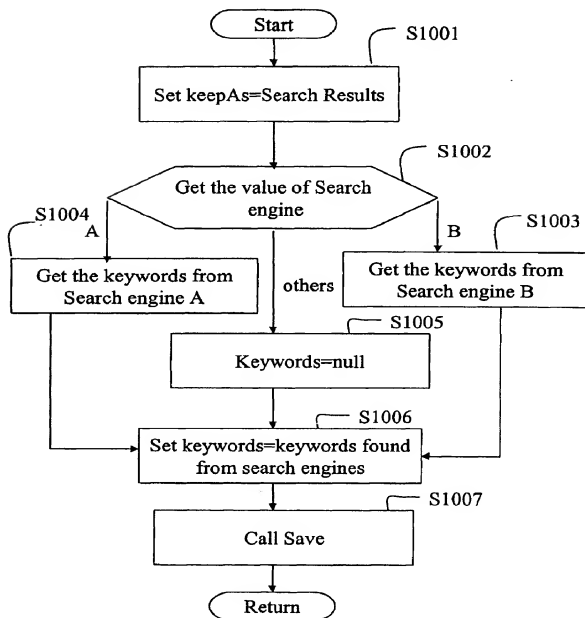 Start
S1001
Set keepAs=Search Results
S1002
Get the value of Search
engine
S1004
A
B
S1003
Get the keywords from
Search engine A
others
Get the keywords from
Search engine B
S1005
Keywords=null
S1006
Set keywords=keywords found
from search engines
S1007
Call Save
Return